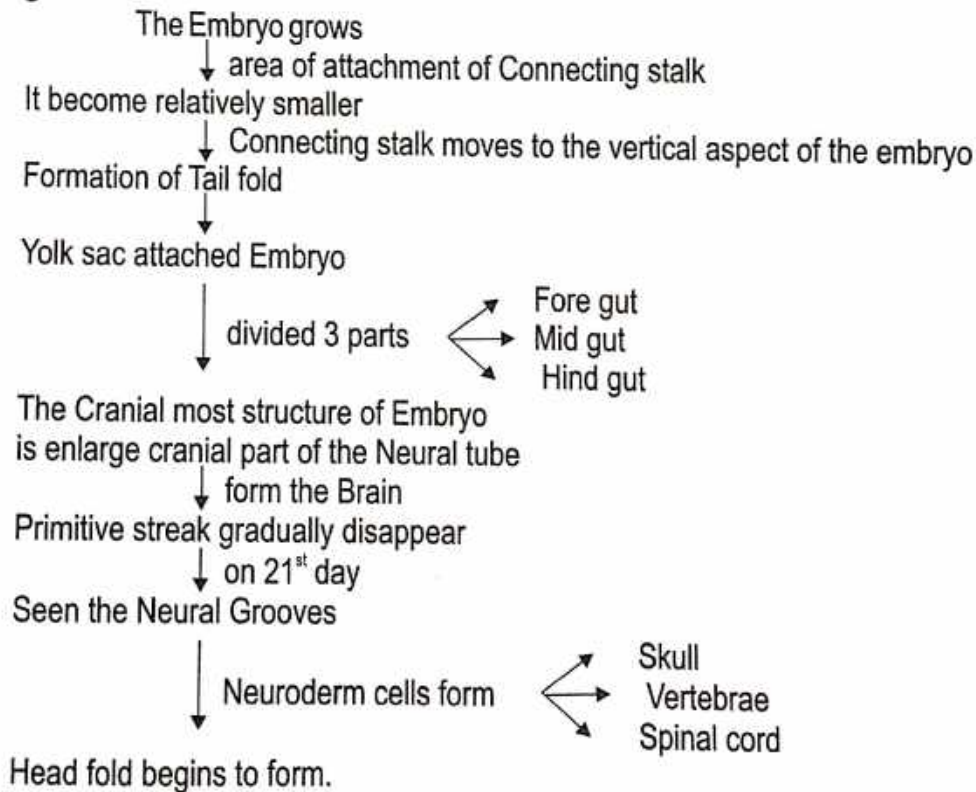 The Embryo grows
area of attachment of Connecting stalk
It become relatively smaller
Connecting stalk moves to the vertical aspect of the embryo
Formation of Tail fold
Yolk sac attached Embryo
divided 3 parts
Fore gut
Mid gut
Hind gut
The Cranial most structure of Embryo
is enlarge cranial part of the Neural tube
form the Brain
Primitive streak gradually disappear
on 21st day
Seen the Neural Grooves
Neuroderm cells form
Skull
Vertebrae
Spinal cord
Head fold begins to form.